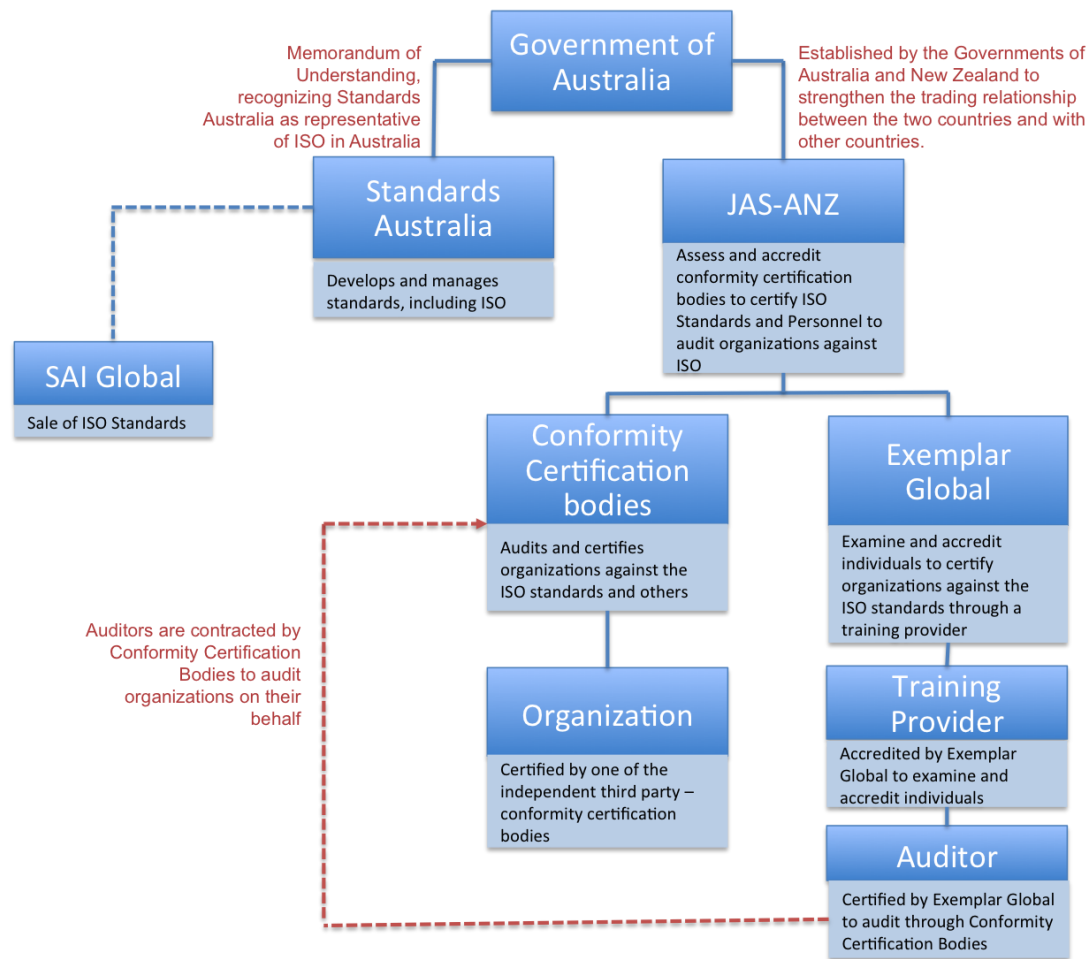 Government of
Australia
Memorandum of
Understanding,
recognizing Standards
Australia as representative
of ISO in Australia
Established by the Governments of
Australia and New Zealand to
strengthen the trading relationship
between the two countries and with
other countries.
Standards
Australia
Develops and manages
standards, including ISO
JAS-ANZ
Assess and accredit
conformity certification
bodies to certify ISO
Standards and Personnel to
audit organizations against
ISO
SAI Global
Sale of ISO Standards
Conformity
Certification
bodies
Audits and certifies
organizations against the
ISO standards and others
Exemplar
Global
Examine and accredit
individuals to certify
organizations against the
ISO standards through a
training provider
Auditors are contracted by
Conformity Certification
Bodies to audit
organizations on their
behalf
Organization
Certified by one of the
independent third party –
conformity certification
bodies
Training
Provider
Accredited by Exemplar
Global to examine and
accredit individuals
Auditor
Certified by Exemplar Global
to audit through Conformity
Certification Bodies